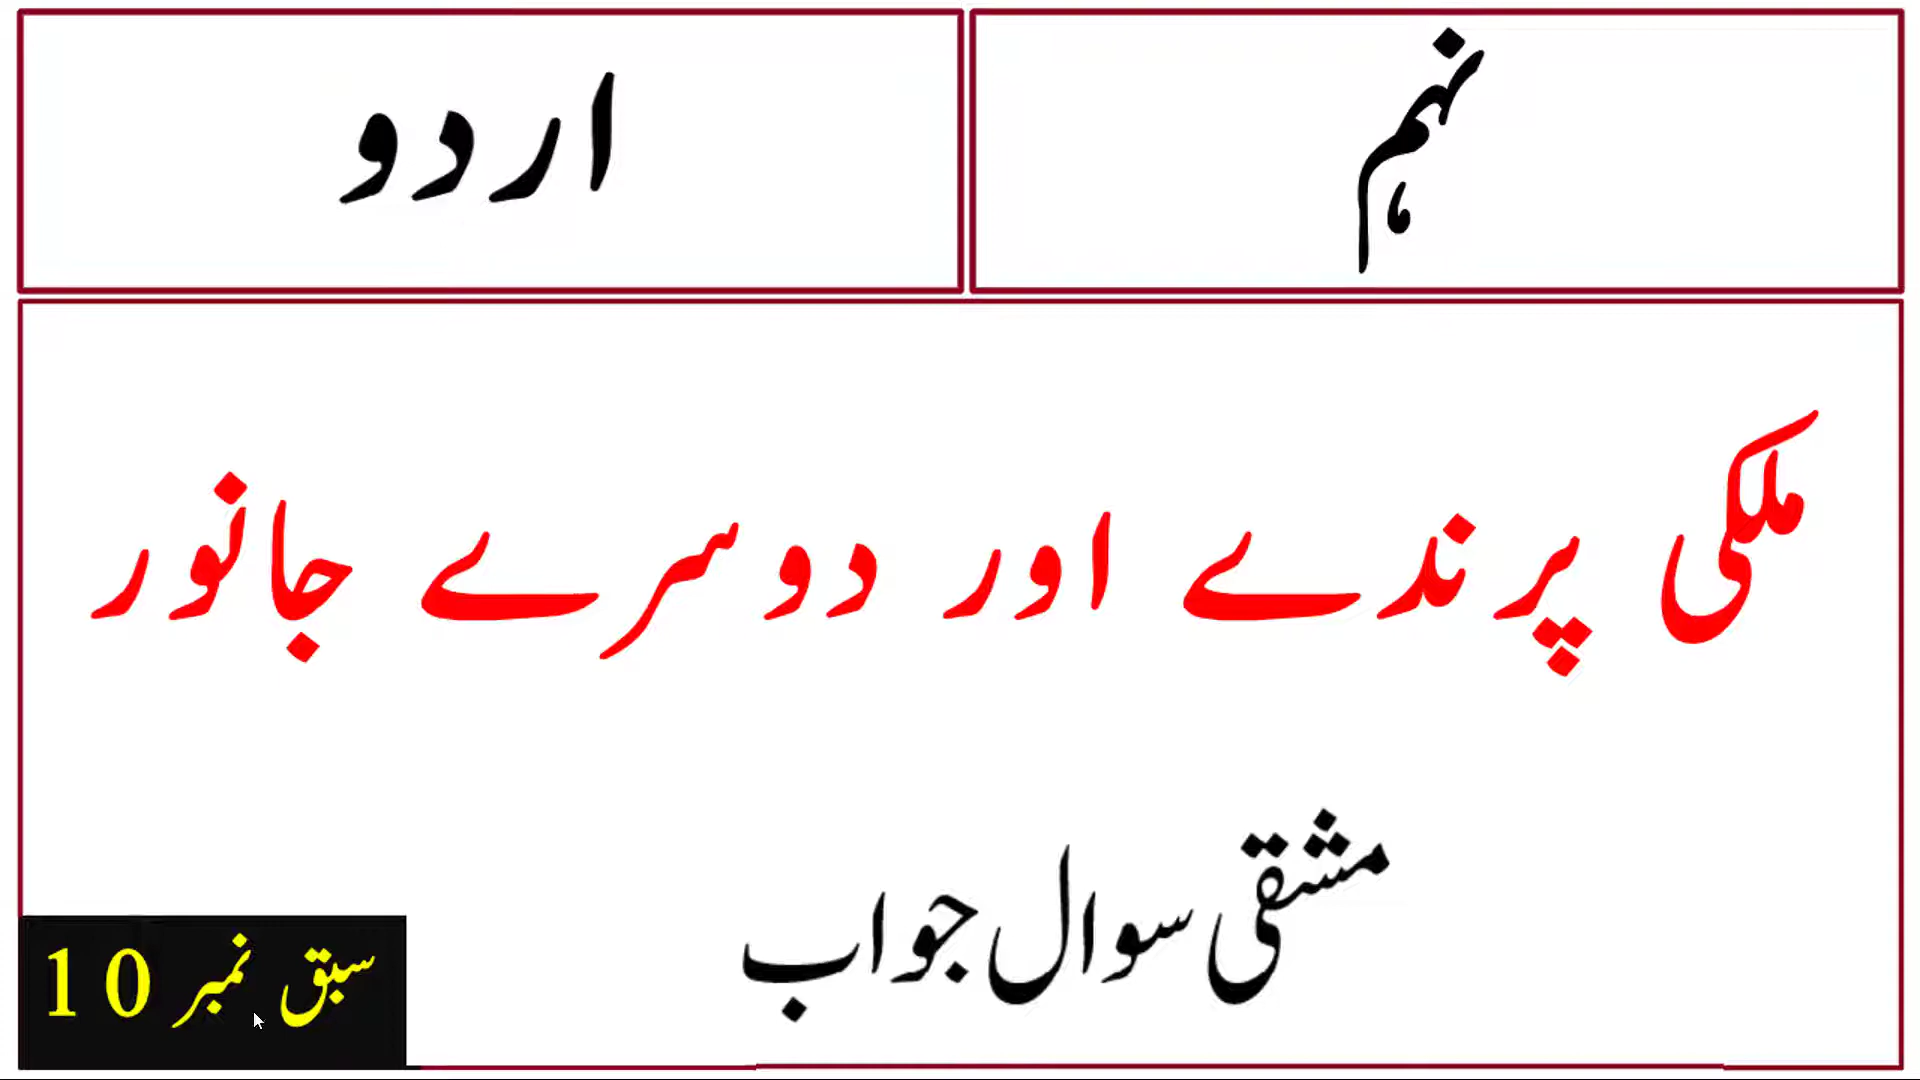 نہم
اردو
ملکی پرندے اور دوسرے جانور
مشقی سوال جواب
سبق نمبر 10